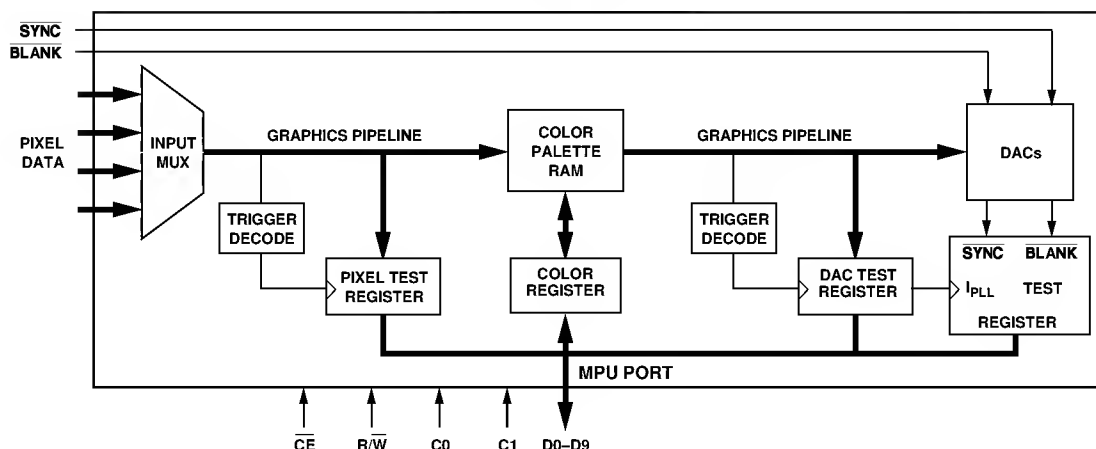 SYNC
BLANK
PIXEL
DATA
INPUT
MUX
GRAPHICS PIPELINE
COLOR
PALETTE
RAM
GRAPHICS PIPELINE
DACs
TRIGGER
DECODE
TRIGGER
DECODE
PIXEL TEST
REGISTER
COLOR
REGISTER
DAC TEST
REGISTER
SYNC BLANK
IPLL TEST
REGISTER
MPU PORT
CE R/W C0 C1 D0–D9